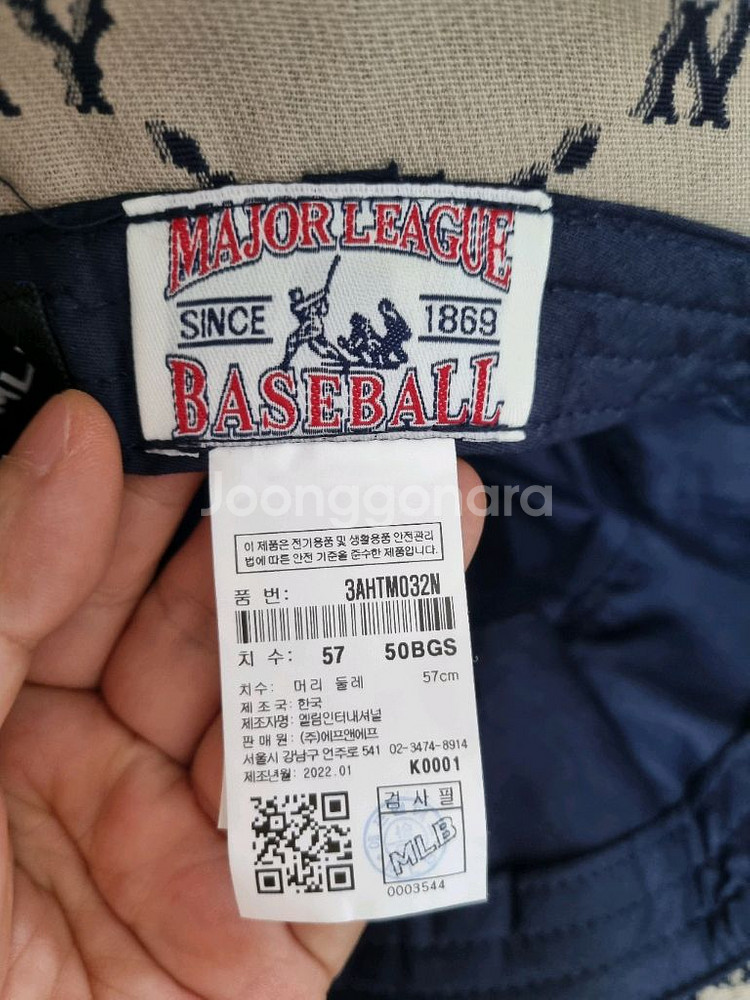 Y
N
MAJOR LEAGUE
SINCE 1869
BASEBALL
ML
Joonggonara
이 제품은 전기용품 및 생활용품 안전관리
법에 따른 안전 기준을 준수한 제품입니다.
품 번: 3AHTM032N
치 수: 57 50BGS
치수: 머리 둘레 57cm
제 조 국: 한국
제조자명: 엘림인터내셔널
판 매 원: (주)에프앤에프
서울시 강남구 언주로 541 02-3474-8914
제조년월: 2022.01 K0001
검 사 필
MLB
0003544